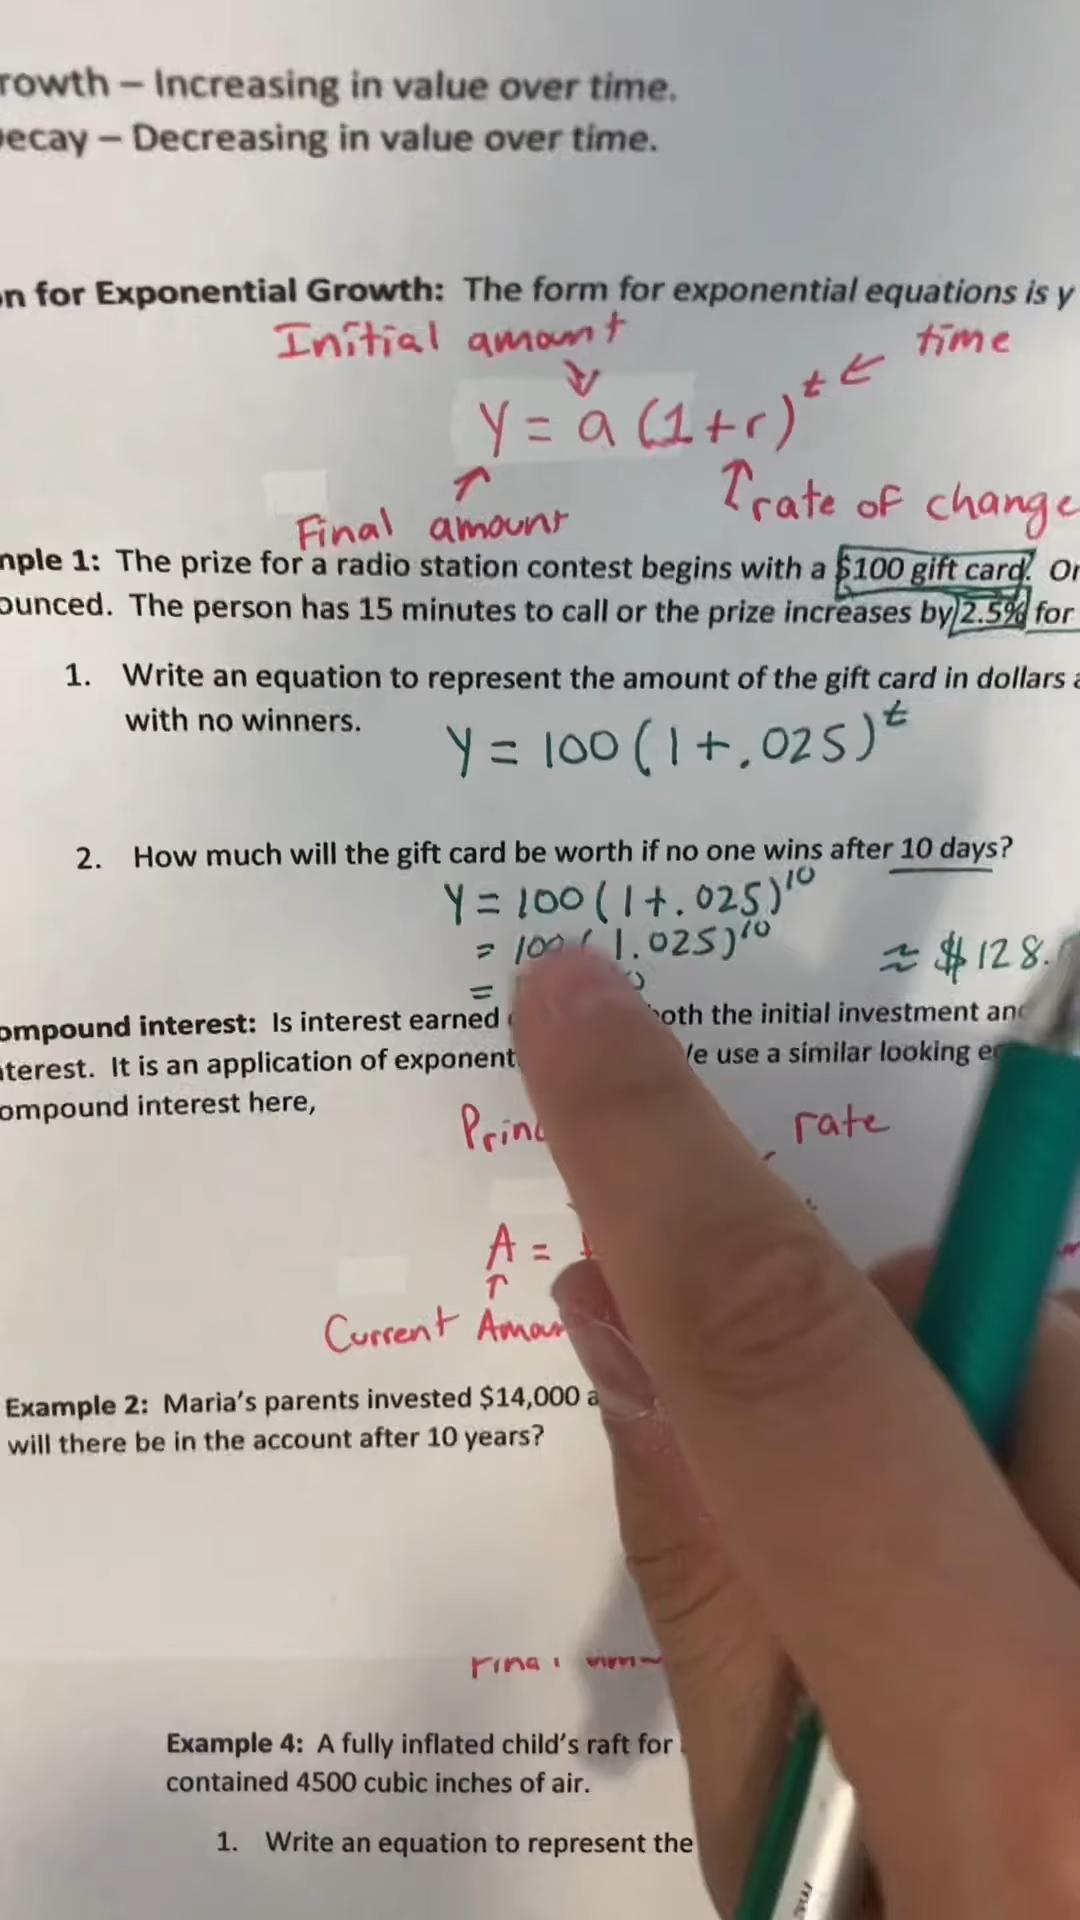 rowth – Increasing in value over time.
ecay – Decreasing in value over time.
n for Exponential Growth: The form for exponential equations is y
Initial amount
time
y = a (1+r)^t
Final amount
rate of change
nple 1: The prize for a radio station contest begins with a $100 gift card. Or
ounced. The person has 15 minutes to call or the prize increases by 2.5% for
1. Write an equation to represent the amount of the gift card in dollars
with no winners.
y = 100 (1+.025)^t
2. How much will the gift card be worth if no one wins after 10 days?
y = 100 (1+.025)^10
= 100 (1.025)^10 ≈ $128.
=
ompound interest: Is interest earned oth the initial investment and
terest. It is an application of exponent e use a similar looking
ompound interest here,
Princ rate
A =
Current Amou
Example 2: Maria's parents invested $14,000 a
will there be in the account after 10 years?
Example 4: A fully inflated child's raft for
contained 4500 cubic inches of air.
1. Write an equation to represent the